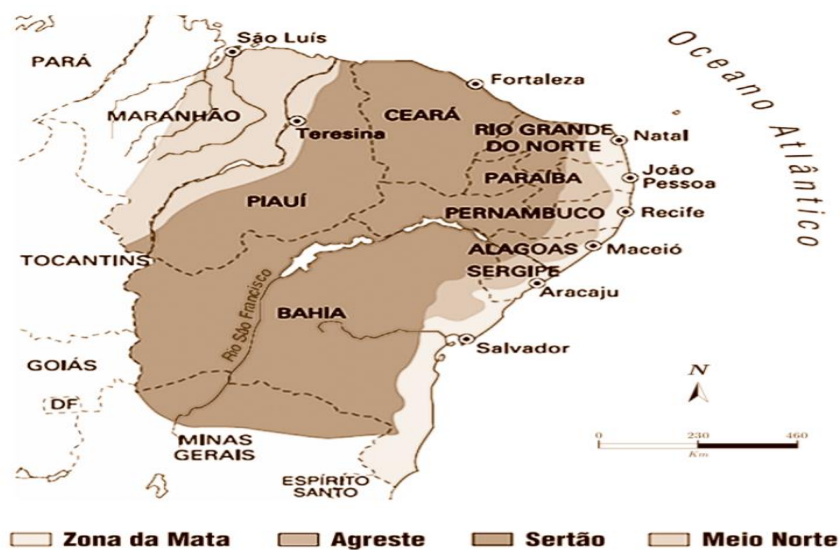 São Luís
PARÁ
Oceano Atlântico
Fortaleza
MARANHÃO
CEARÁ
Teresina
RIO GRANDE
DO NORTE
Natal
PARAÍBA
João
Pessoa
PIAUÍ
PERNAMBUCO
Recife
ALAGOAS
Maceió
TOCANTINS
SERGIPE
Aracaju
Rio São Francisco
BAHIA
Salvador
GOIÁS
N
DF
MINAS
GERAIS
0 230 460
Km
ESPÍRITO
SANTO
Zona da Mata Agreste Sertão Meio Norte